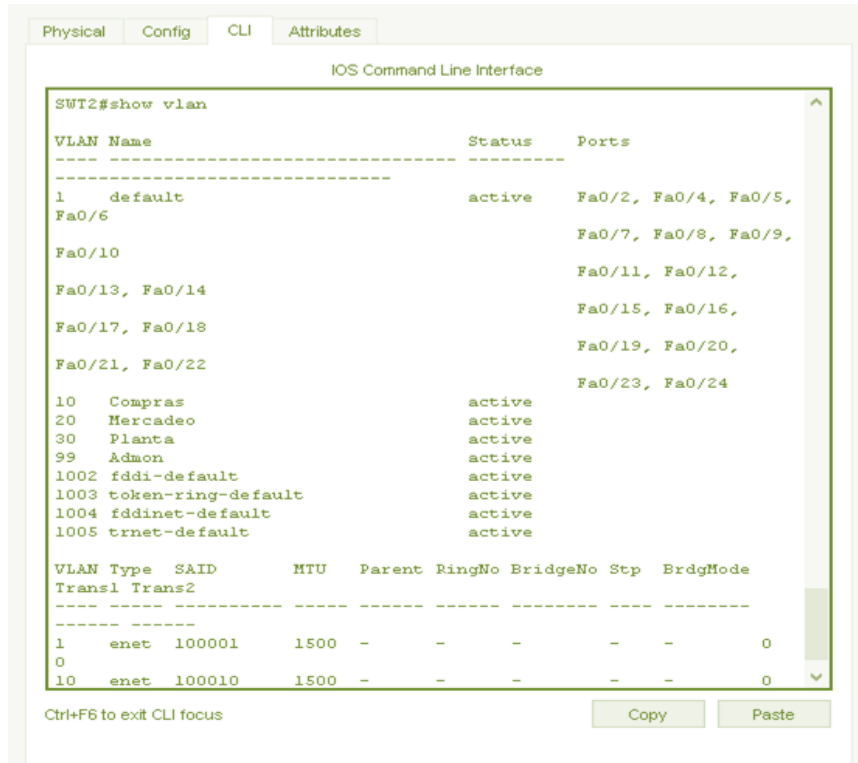 Physical Config CLI Attributes
IOS Command Line Interface
SWT2#show vlan
VLAN Name Status Ports
---- -------------------------------- ---------
-------------------------------
1 default active Fa0/2, Fa0/4, Fa0/5,
Fa0/6
Fa0/7, Fa0/8, Fa0/9,
Fa0/10
Fa0/11, Fa0/12,
Fa0/13, Fa0/14
Fa0/15, Fa0/16,
Fa0/17, Fa0/18
Fa0/19, Fa0/20,
Fa0/21, Fa0/22
Fa0/23, Fa0/24
10 Compras active
20 Mercadeo active
30 Planta active
99 Admon active
1002 fddi-default active
1003 token-ring-default active
1004 fddinet-default active
1005 trnet-default active
VLAN Type SAID MTU Parent RingNo BridgeNo Stp BrdgMode
Trans1 Trans2
---- ----- ---------- ----- ------ ------ -------- ---- --------
------ ------
1 enet 100001 1500 - - - - - 0
0
10 enet 100010 1500 - - - - - 0
Ctrl+F6 to exit CLI focus Copy Paste